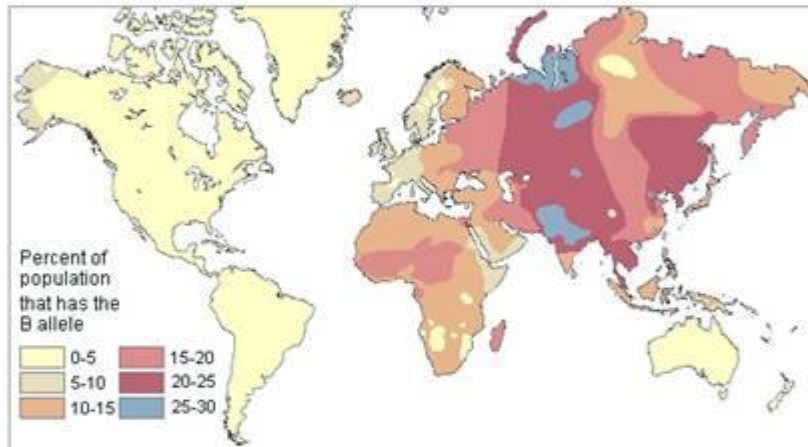 Percent of
population
that has the
B allele
0-5
15-20
5-10
20-25
10-15
25-30